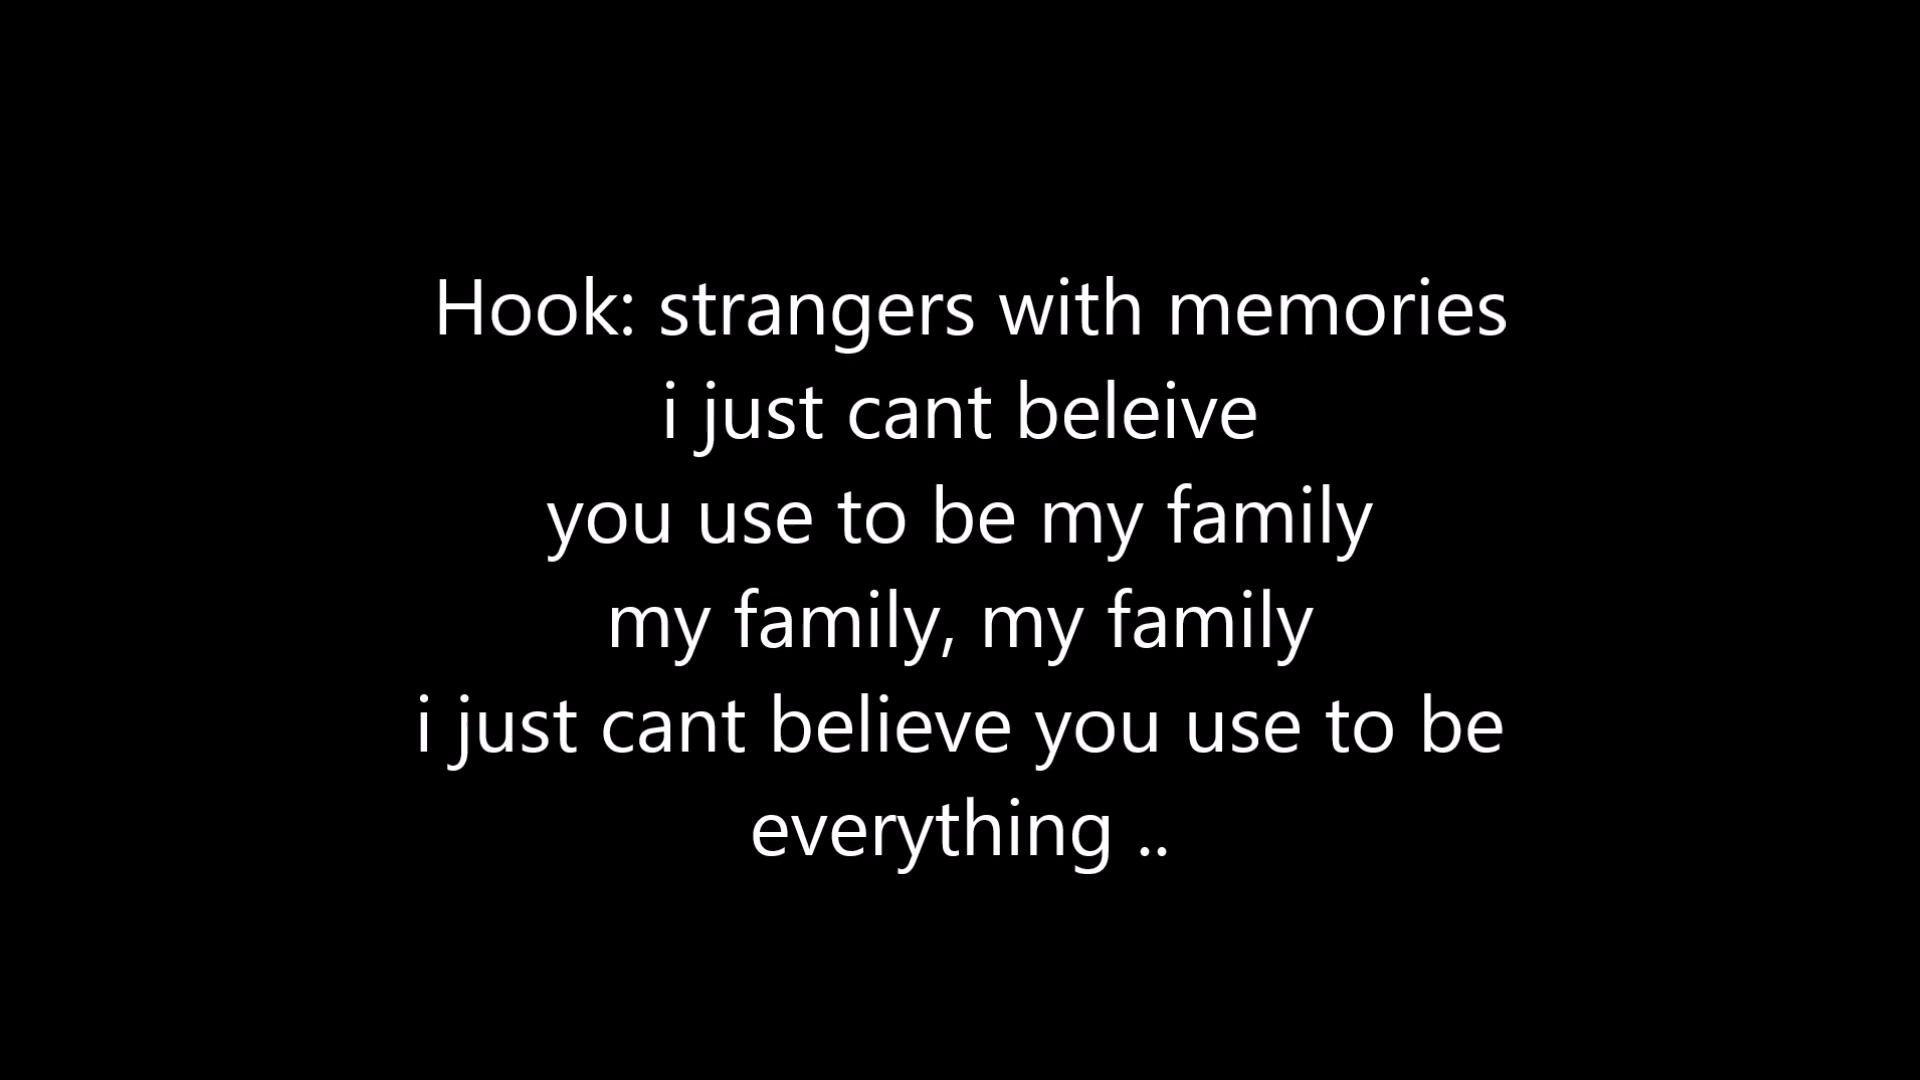 Hook: strangers with memories
i just cant beleive
you use to be my family
my family, my family
i just cant believe you use to be
everything ..